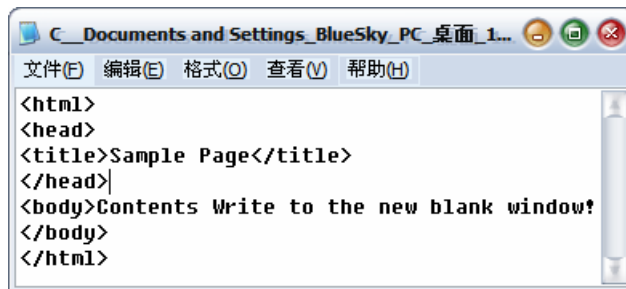 C__Documents and Settings_BlueSky_PC_桌面_1...
文件(F) 编辑(E) 格式(O) 查看(V) 帮助(H)
<html>
<head>
<title>Sample Page</title>
</head>
<body>Contents Write to the new blank window!
</body>
</html>